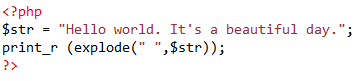 <?php
$str = "Hello world. It's a beautiful day.";
print_r (explode(" ",$str));
?>